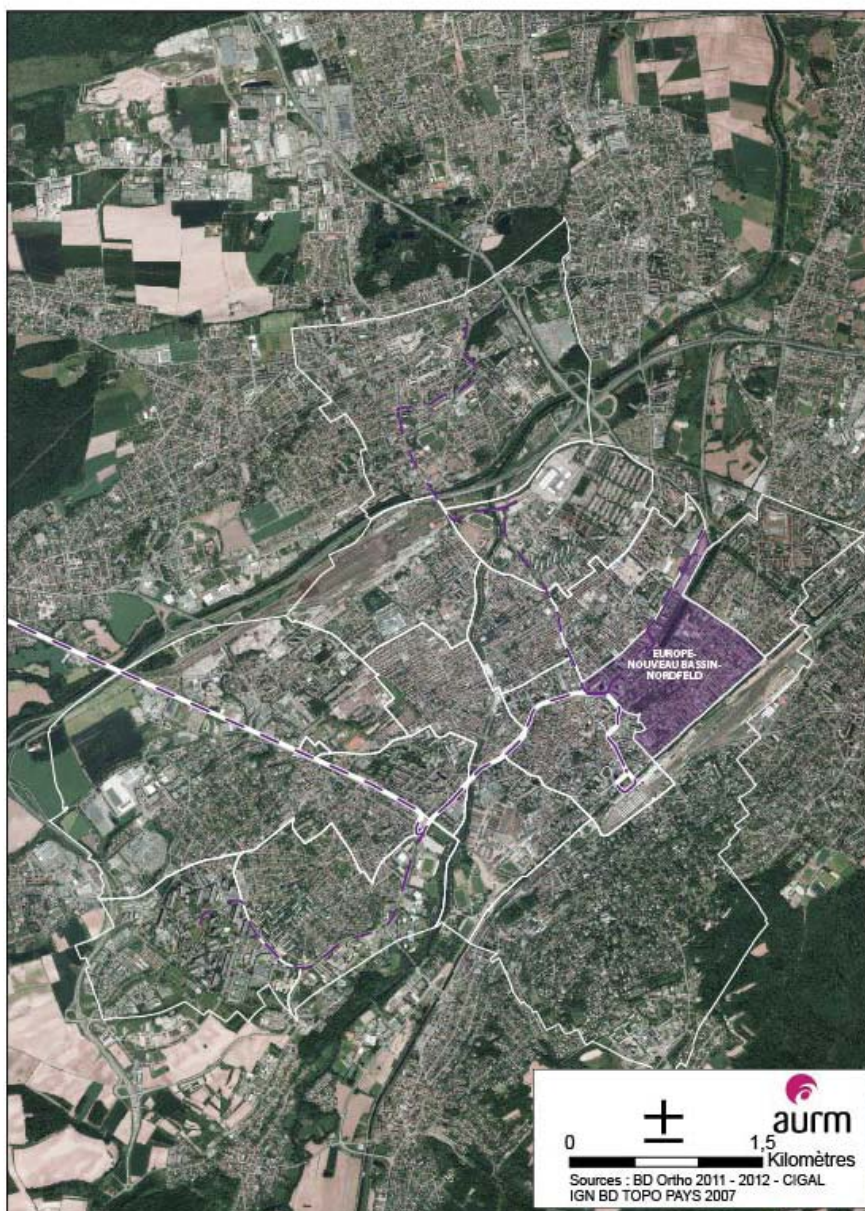 EUROPE-
NOUVEAU BASSIN-
NORDFELD
aurm
0 1,5
Kilomètres
Sources : BD Ortho 2011 - 2012 - CIGAL
IGN BD TOPO PAYS 2007